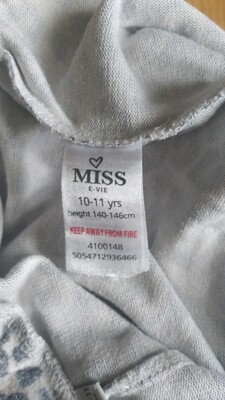 MISS
E-VIE
10-11 yrs
height 140-146cm
KEEP AWAY FROM FIRE
4100148
5054712936466